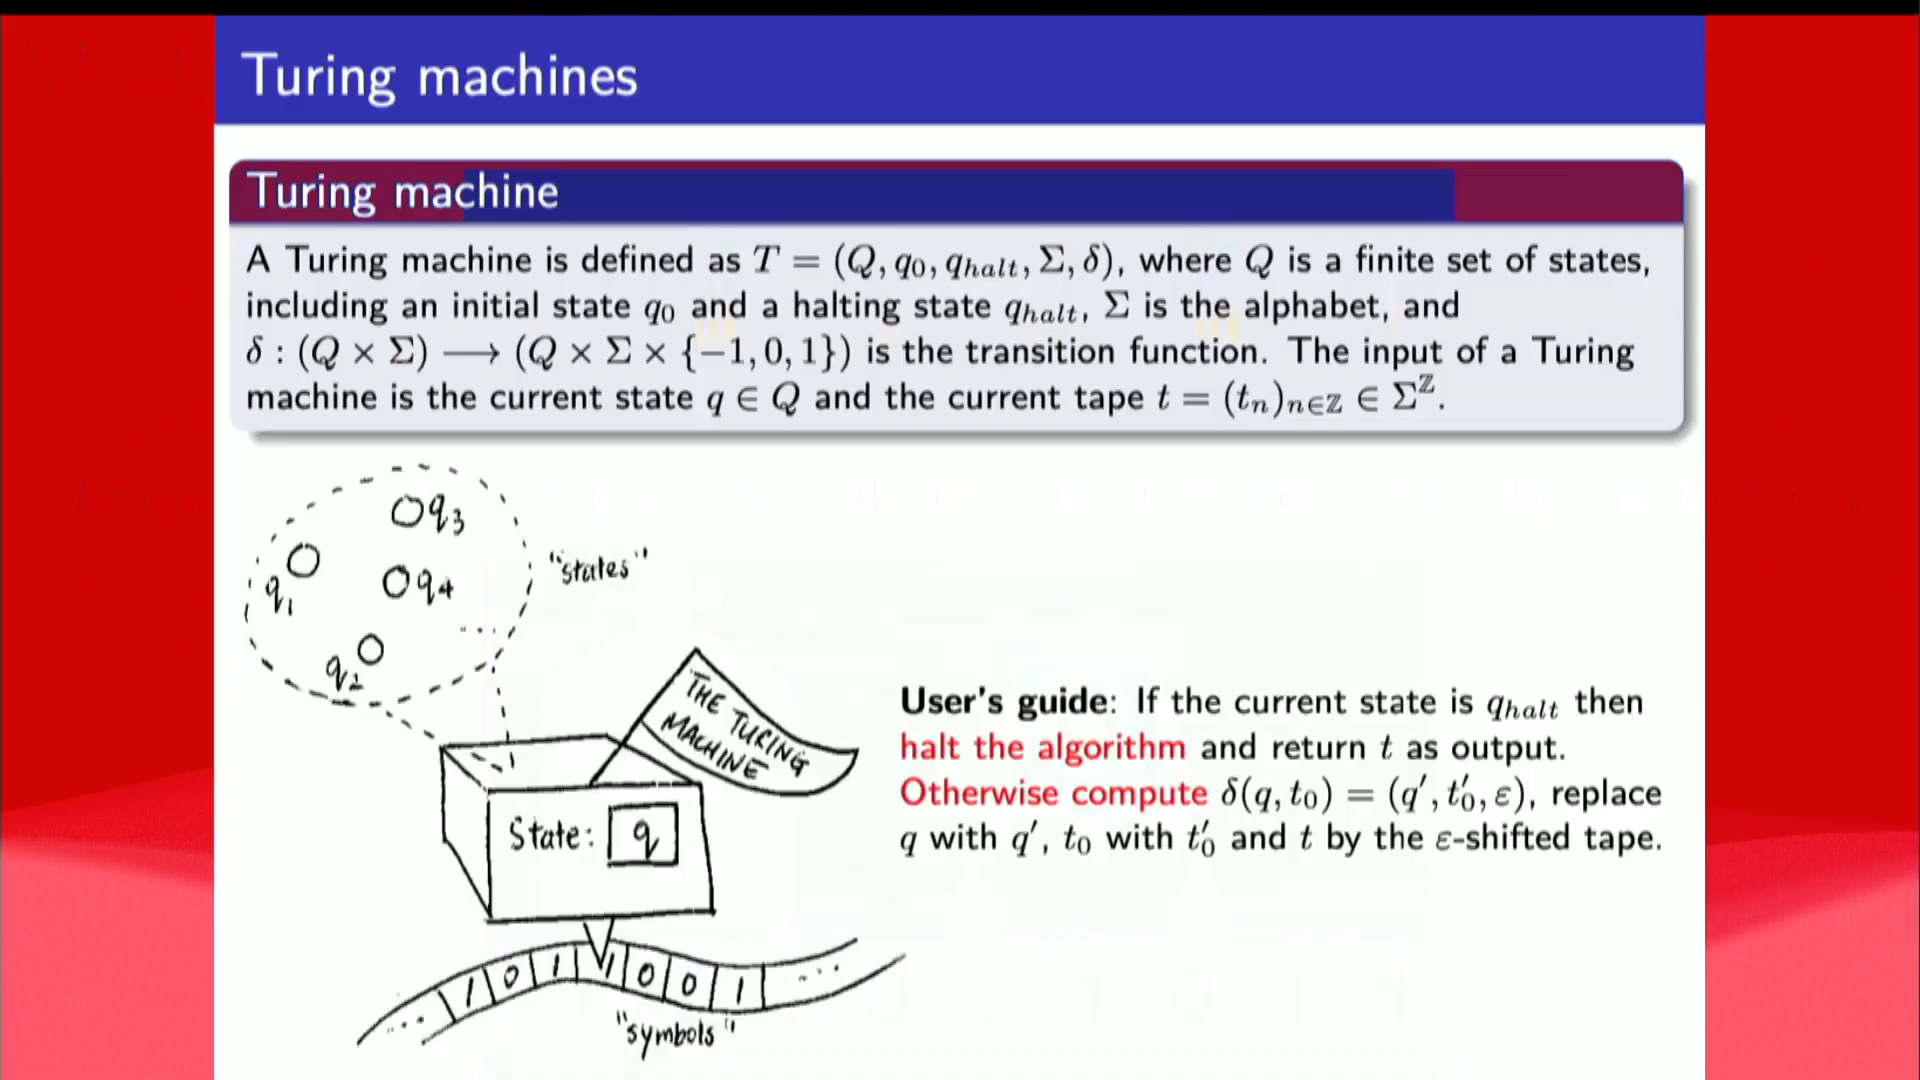 Turing machines
Turing machine
A Turing machine is defined as T = (Q, q₀, q_halt, Σ, δ), where Q is a finite set of states,
including an initial state q₀ and a halting state q_halt, Σ is the alphabet, and
δ : (Q × Σ) ⟶ (Q × Σ × {−1, 0, 1}) is the transition function. The input of a Turing
machine is the current state q ∈ Q and the current tape t = (tₙ)ₙ∈ℤ ∈ Σ^ℤ.
q₃
"states"
q₁
q₄
...
q₂
THE TURING
MACHINE
User's guide: If the current state is q_halt then
halt the algorithm and return t as output.
Otherwise compute δ(q, t₀) = (q′, t₀′, ε), replace
q with q′, t₀ with t₀′ and t by the ε-shifted tape.
State: q
... 1 0 1 1 0 0 1 ...
"symbols"